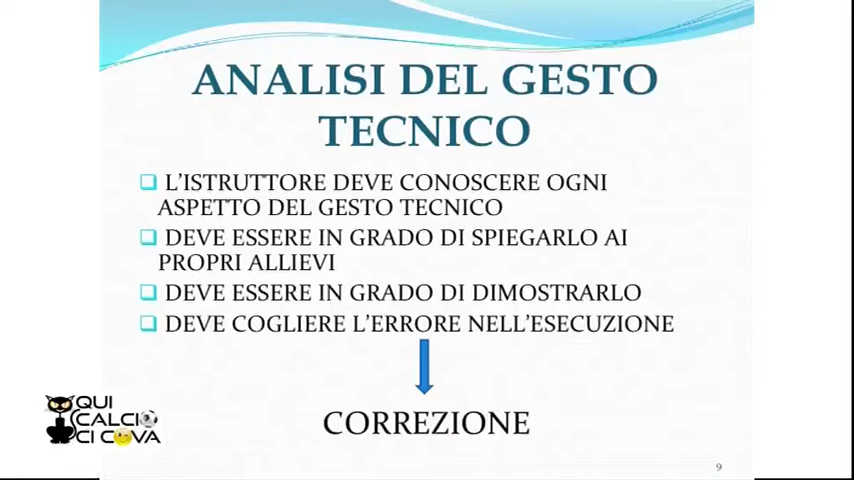 ANALISI DEL GESTO
TECNICO
L'ISTRUTTORE DEVE CONOSCERE OGNI
ASPETTO DEL GESTO TECNICO
DEVE ESSERE IN GRADO DI SPIEGARLO AI
PROPRI ALLIEVI
DEVE ESSERE IN GRADO DI DIMOSTRARLO
DEVE COGLIERE L'ERRORE NELL'ESECUZIONE
CORREZIONE
QUI
CALCIO
CI COVA
9